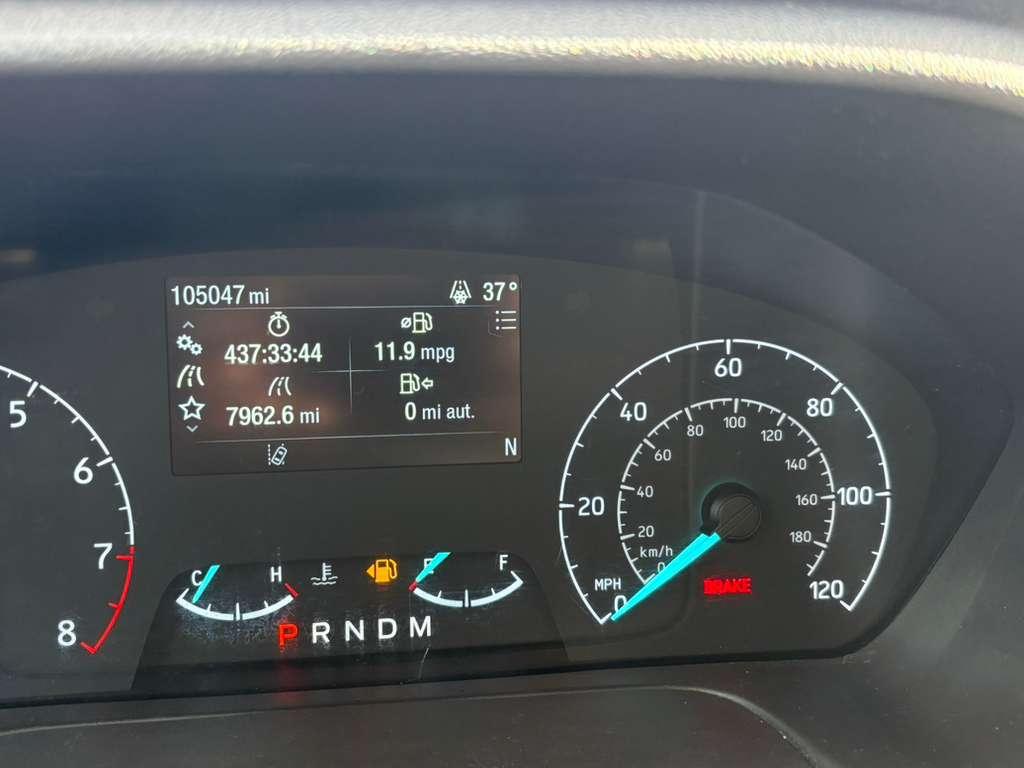 105047 mi 37°
437:33:44 11.9 mpg
7962.6 mi 0 mi aut.
N
5
6
7
8
C H E F
P R N D M
MPH 0 20 40 60 80 100 120
km/h 0 20 40 60 80 100 120 140 160 180
BRAKE